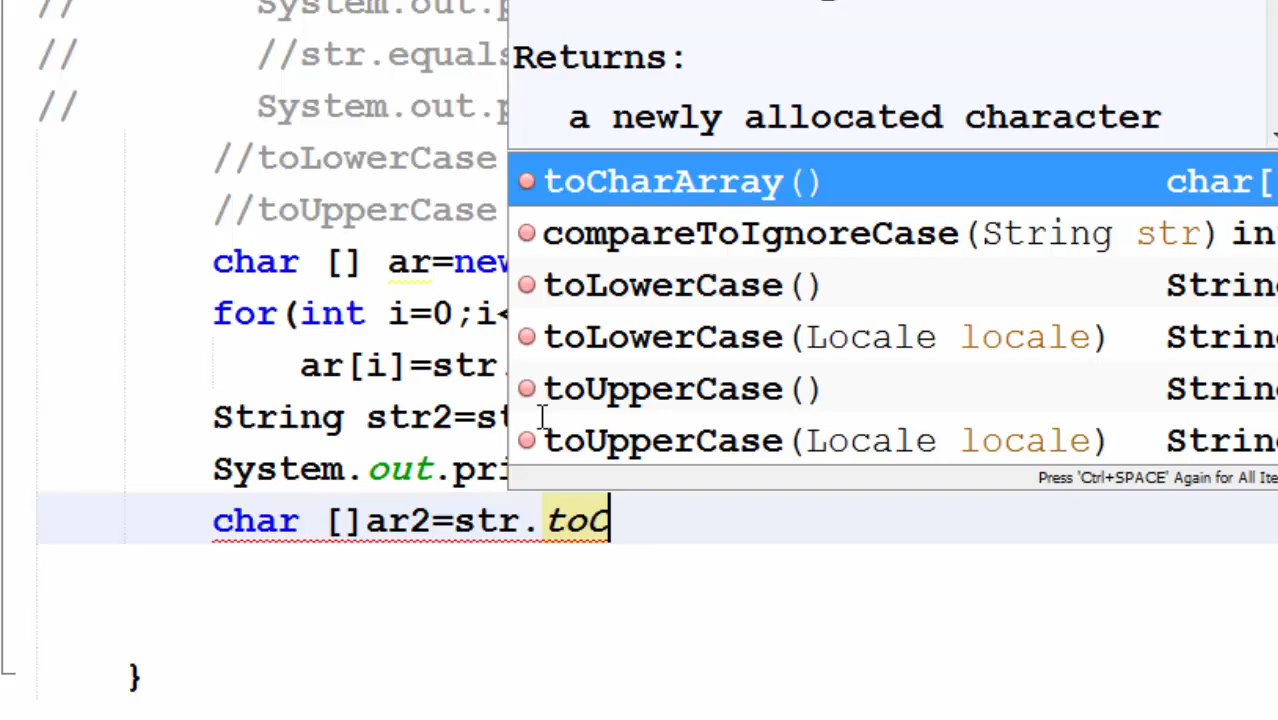 // System.out.p
Returns:
// //str.equals
// System.out.p
a newly allocated character
//toLowerCase
toCharArray() char[
//toUpperCase
compareToIgnoreCase(String str) in
char [] ar=new
toLowerCase() Strin
for(int i=0;i<
toLowerCase(Locale locale) Strin
ar[i]=str.
toUpperCase() Strin
String str2=st
toUpperCase(Locale locale) Strin
System.out.pri
Press 'Ctrl+SPACE' Again for All Ite
char []ar2=str.toC
}